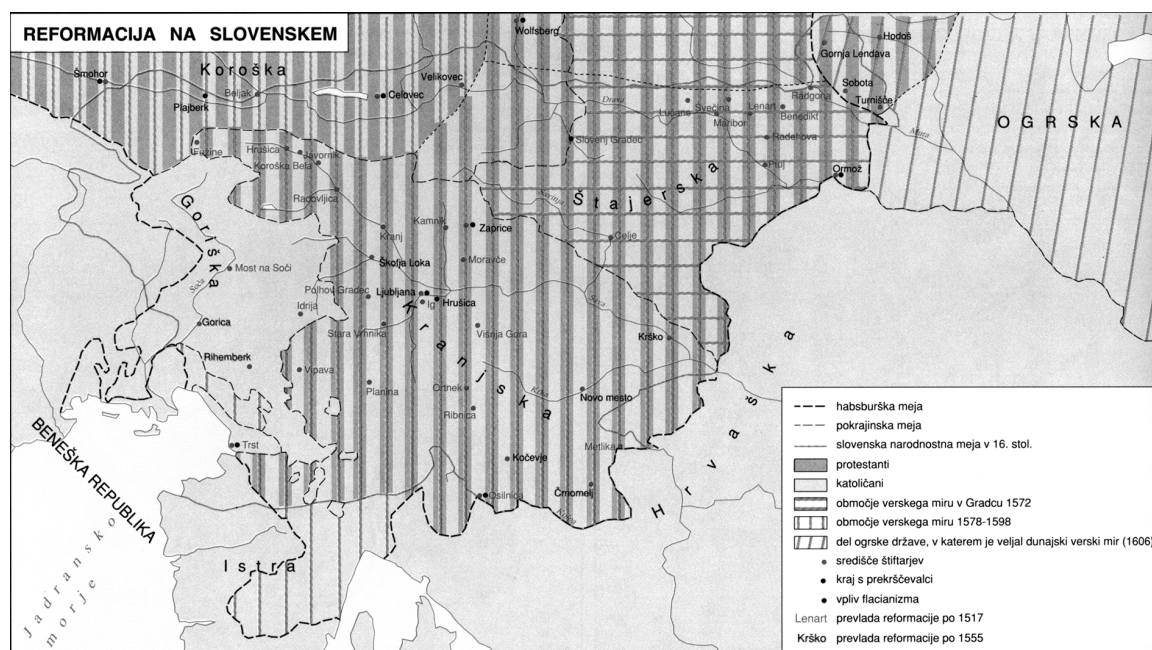 REFORMACIJA NA SLOVENSKEM
Wolfsberg
Hodoš
Gornja Lendava
Koroška
Šmohor
Velikovec
Sobota
Plajberk
Beljak
Celovec
Radgona
Turnišče
Drava
Lučane
Svečina
Lenart
Benedikt
Maribor
OGRSKA
Mura
Radehova
Slovenj Gradec
Fužine
Hrušica
Javornik
Koroška Bela
Ptuj
Ormož
Radovljica
Savinja
Štajerska
Goriška
Kamnik
Zaprice
Kranj
Celje
Škofja Loka
Moravče
Most na Soči
Soča
Polhov Gradec
Ljubljana
Hrušica
Ig
Sava
Idrija
Gorica
Stara Vrhnika
Višnja Gora
Krško
Kranjska
Rihemberk
Vipava
Planina
Ortnek
Krka
Novo mesto
Ribnica
Hrvaška
Trst
Metlika
Kočevje
BENEŠKA REPUBLIKA
Osilnica
Črnomelj
Kolpa
Istra
Jadransko
morje
habsburška meja
pokrajinska meja
slovenska narodnostna meja v 16. stol.
protestanti
katoličani
območje verskega miru v Gradcu 1572
območje verskega miru 1578-1598
del ogrske države, v katerem je veljal dunajski verski mir (1606)
središče štiftarjev
kraj s prekrščevalci
vpliv flacianizma
Lenart prevlada reformacije po 1517
Krško prevlada reformacije po 1555